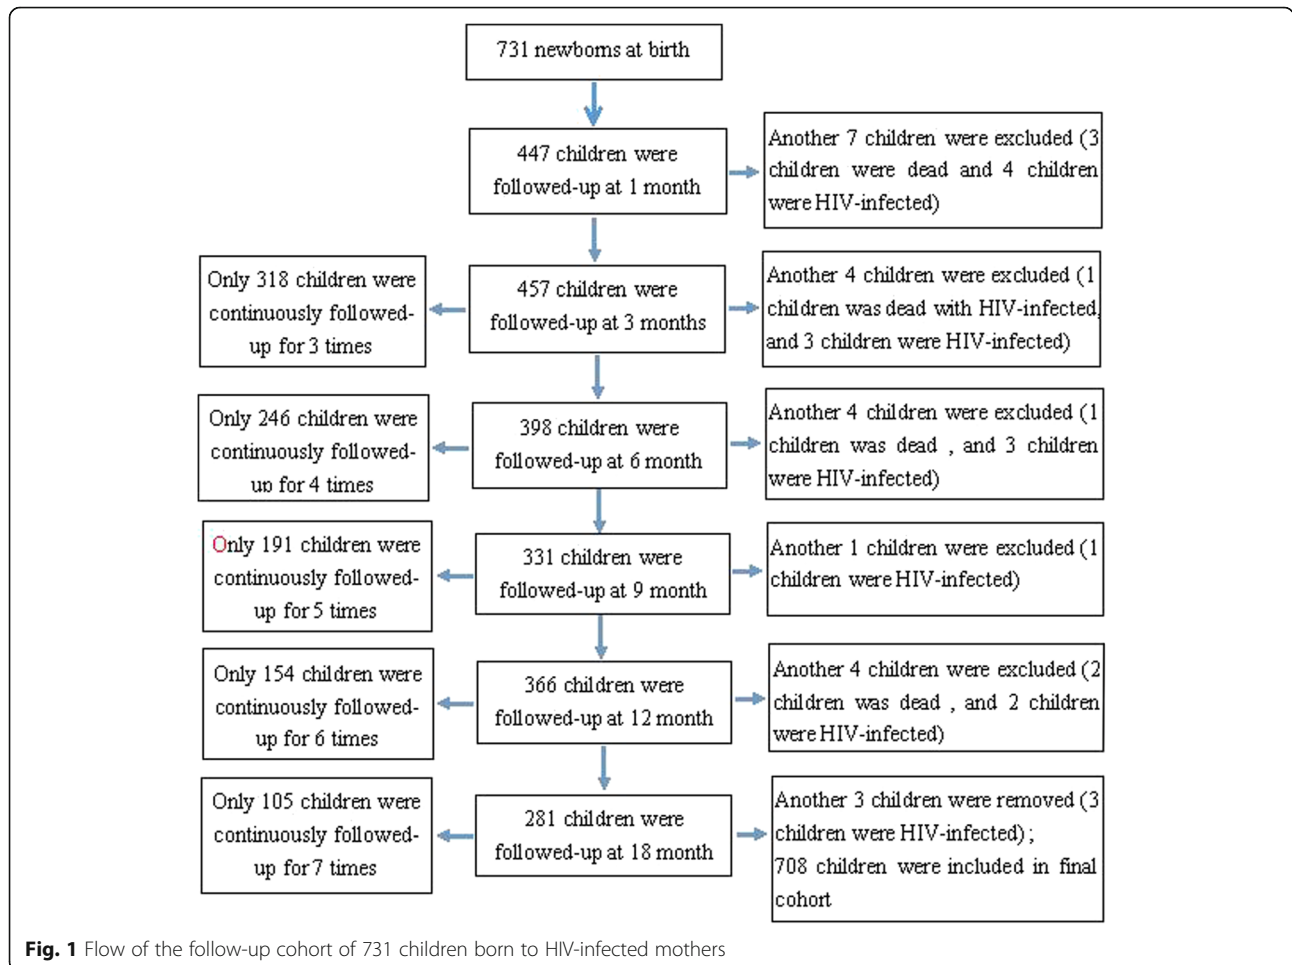 731 newborns at birth
447 children were
followed-up at 1 month
Another 7 children were excluded (3
children were dead and 4 children
were HIV-infected)
Only 318 children were
continuously followed-
up for 3 times
457 children were
followed-up at 3 months
Another 4 children were excluded (1
children was dead with HIV-infected,
and 3 children were HIV-infected)
Only 246 children were
continuously followed-
up for 4 times
398 children were
followed-up at 6 month
Another 4 children were excluded (1
children was dead , and 3 children
were HIV-infected)
Only 191 children were
continuously followed-
up for 5 times
331 children were
followed-up at 9 month
Another 1 children were excluded (1
children were HIV-infected)
Only 154 children were
continuously followed-
up for 6 times
366 children were
followed-up at 12 month
Another 4 children were excluded (2
children was dead , and 2 children
were HIV-infected)
Only 105 children were
continuously followed-
up for 7 times
281 children were
followed-up at 18 month
Another 3 children were removed (3
children were HIV-infected) ;
708 children were included in final
cohort
Fig. 1 Flow of the follow-up cohort of 731 children born to HIV-infected mothers